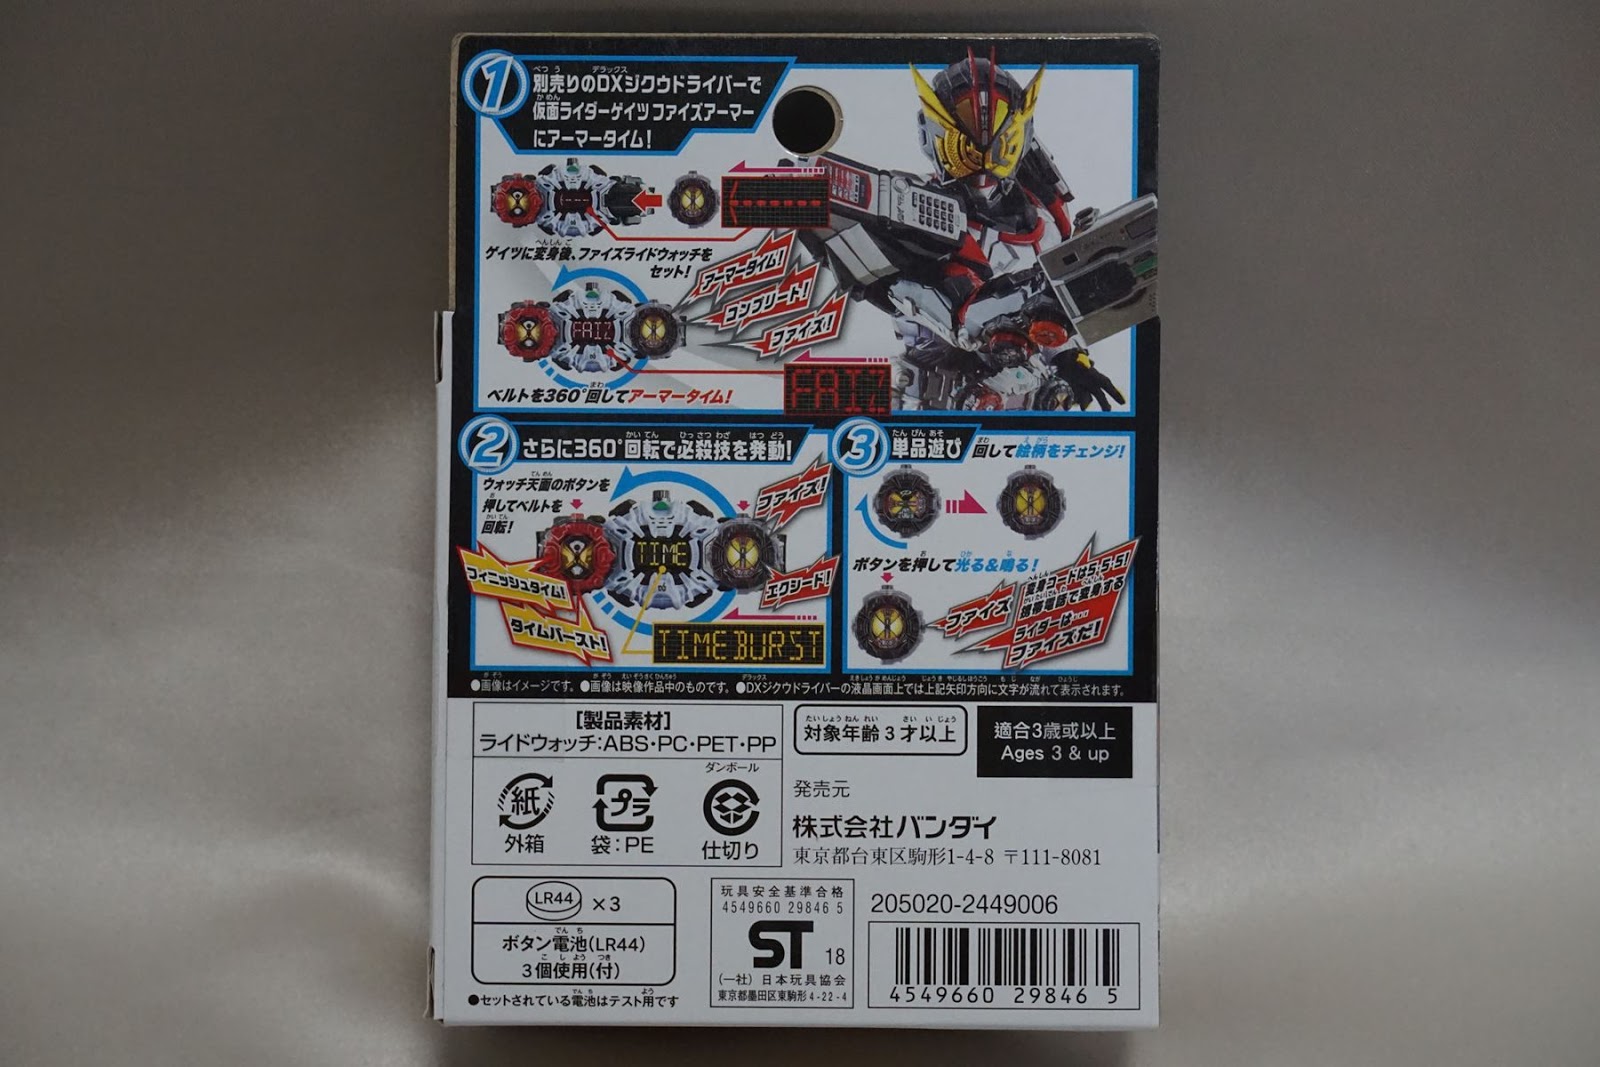 1
別売りのDXジクウドライバーで
仮面ライダーゲイツ ファイズアーマー
にアーマータイム!
ゲイツに変身後、ファイズライドウォッチを
セット!
アーマータイム!
コンプリート!
ファイズ!
FAIZ
FAIZ
ベルトを360°回してアーマータイム!
2 さらに360°回転で必殺技を発動!
ウォッチ天面のボタンを
押してベルトを
回転!
ファイズ!
TIME
フィニッシュタイム!
エクシード!
タイムバースト!
TIME BURST
3 単品遊び 回して絵柄をチェンジ!
ボタンを押して光る&鳴る!
ファイズ
変身コードは5・5・5!
携帯電話で変身する
ライダーは…
ファイズだ!
●画像はイメージです。●画像は映像作品中のものです。●DXジクウドライバーの液晶画面上では上記矢印方向に文字が流れて表示されます。
[製品素材]
ライドウォッチ:ABS・PC・PET・PP
紙
外箱
プラ
袋:PE
ダンボール
仕切り
対象年齢3才以上
適合3歳或以上
Ages 3 & up
発売元
株式会社バンダイ
東京都台東区駒形1-4-8 〒111-8081
LR44 ×3
ボタン電池(LR44)
3個使用(付)
●セットされている電池はテスト用です
玩具安全基準合格
4549660 29846 5
ST 18
(一社)日本玩具協会
東京都墨田区東駒形4-22-4
205020-2449006
4549660 298465